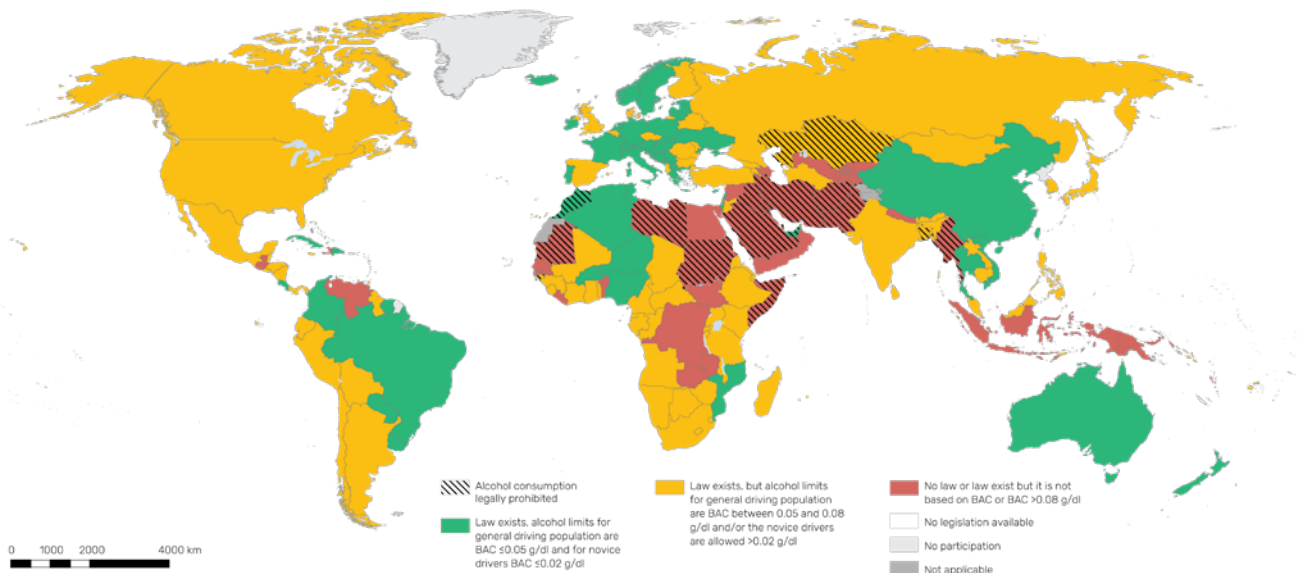 Alcohol consumption
legally prohibited
Law exists, alcohol limits for
general driving population are
BAC ≤0.05 g/dl and for novice
drivers BAC ≤0.02 g/dl
Law exists, but alcohol limits
for general driving population
are BAC between 0.05 and 0.08
g/dl and/or the novice drivers
are allowed >0.02 g/dl
No law or law exist but it is not
based on BAC or BAC >0.08 g/dl
No legislation available
No participation
Not applicable
0 1000 2000 4000 km